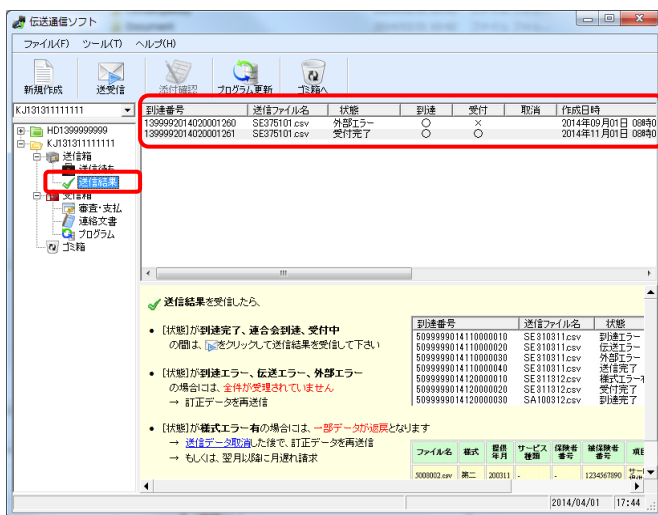 伝送通信ソフト
ファイル(F) ツール(T) ヘルプ(H)
新規作成 送受信 添付確認 プログラム更新 ゴミ箱へ
KJ131311111111
HD1399999999
KJ131311111111
送信箱
送信待ち
送信結果
受信箱
審査・支払
連絡文書
プログラム
ゴミ箱
到達番号 送信ファイル名 状態 到達 受付 取消 作成日時
1399992014020001260 SE375101.csv 外部エラー ○ × 2014年09月01日 08時0
1399992014020001261 SE375101.csv 受付完了 ○ ○ 2014年11月01日 08時0
送信結果を受信したら、
• [状態]が到達完了、連合会到達、受付中
の間は、をクリックして送信結果を受信して下さい
• [状態]が到達エラー、伝送エラー、外部エラー
の場合には、全件が受理されていません
→ 訂正データを再送信
• [状態]が様式エラー有の場合には、一部データが返戻となります
→ 送信データ取消した後で、訂正データを再送信
→ もしくは、翌月以降に月遅れ請求
到達番号 送信ファイル名 状態
5099999014110000010 SE310311.csv 到達エラー
5099999014110000020 SE310311.csv 伝送エラー
5099999014110000030 SE310311.csv 外部エラー
5099999014110000040 SE310311.csv 送信完了
5099999014120000010 SE311312.csv 様式エラー有
5099999014120000020 SE311312.csv 受付完了
5099999014120000030 SA100312.csv 到達完了
ファイル名 様式 提供年月 サービス種類 保険者番号 被保険者番号 項目
5008002.csv 第二 200311 - - 1234567890
2014/04/01 17:44